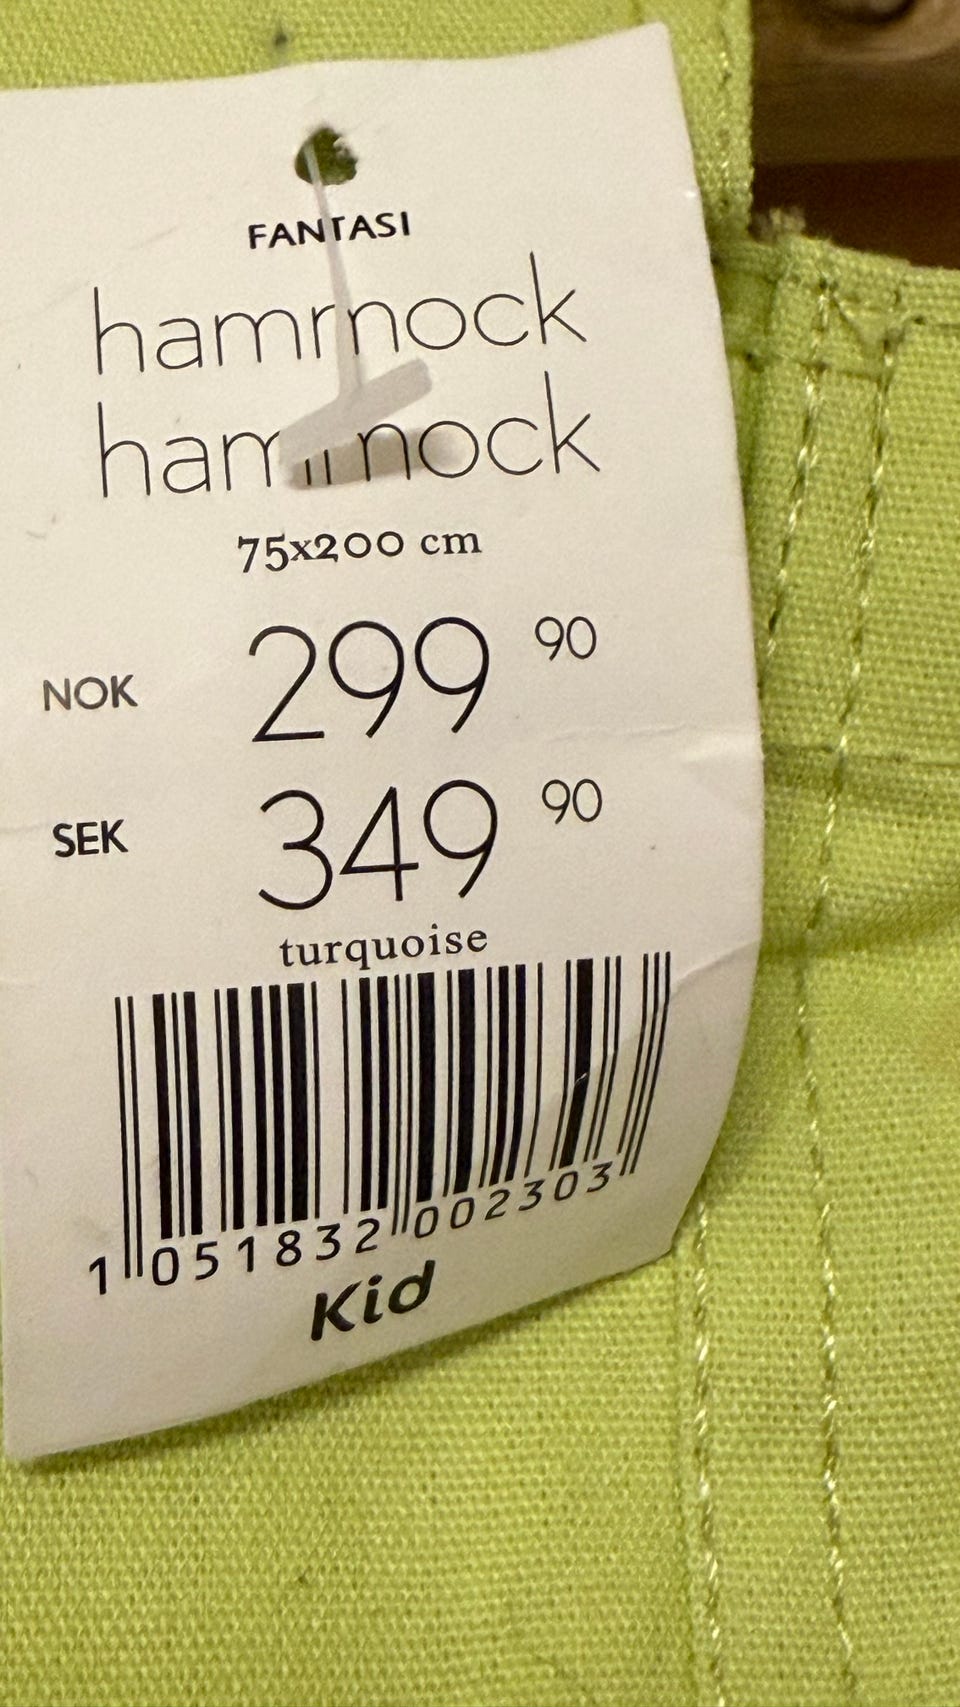 FANTASI
hammock
hammock
75x200 cm
NOK 299 90
SEK 349 90
turquoise
1 051832 002303
Kid